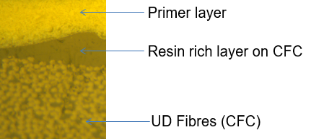 Primer layer
Resin rich layer on CFC
UD Fibres (CFC)